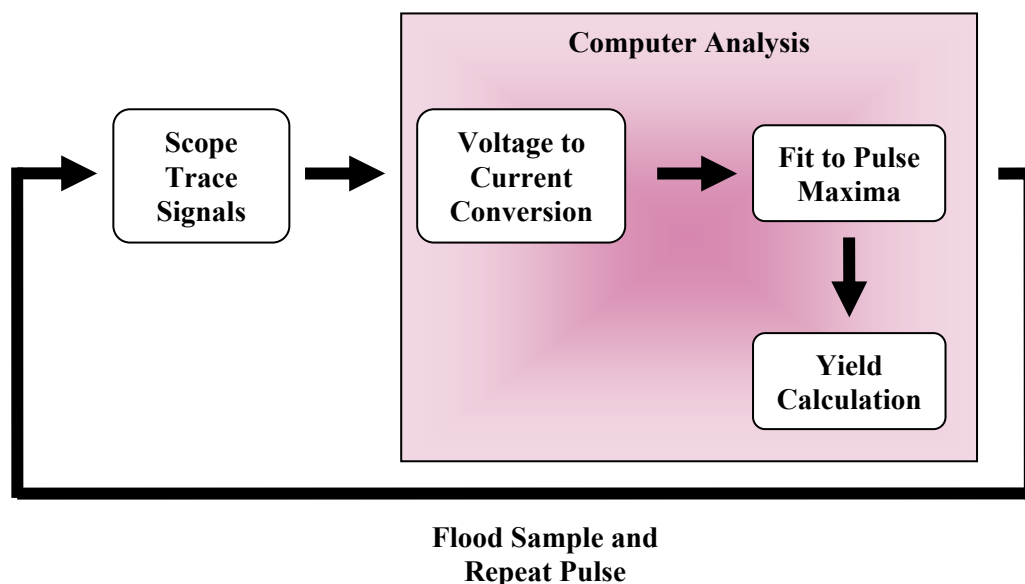 Computer Analysis
Scope
Trace
Signals
Voltage to
Current
Conversion
Fit to Pulse
Maxima
Yield
Calculation
Flood Sample and
Repeat Pulse